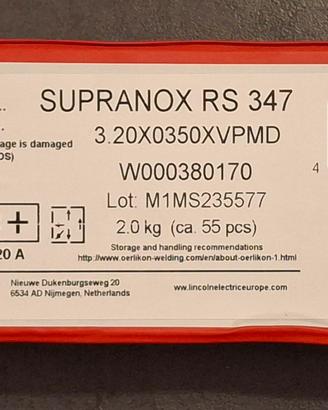 SUPRANOX RS 347
3.20X0350XVPMD
age is damaged
OS)
W000380170
4
Lot: M1MS235577
+
2.0 kg (ca. 55 pcs)
20 A
Storage and handling recommendations
http://www.oerlikon-welding.com/en/about-oerlikon-1.html
Nieuwe Dukenburgseweg 20
6534 AD Nijmegen, Netherlands
ww.lincolnelectriceurope.com